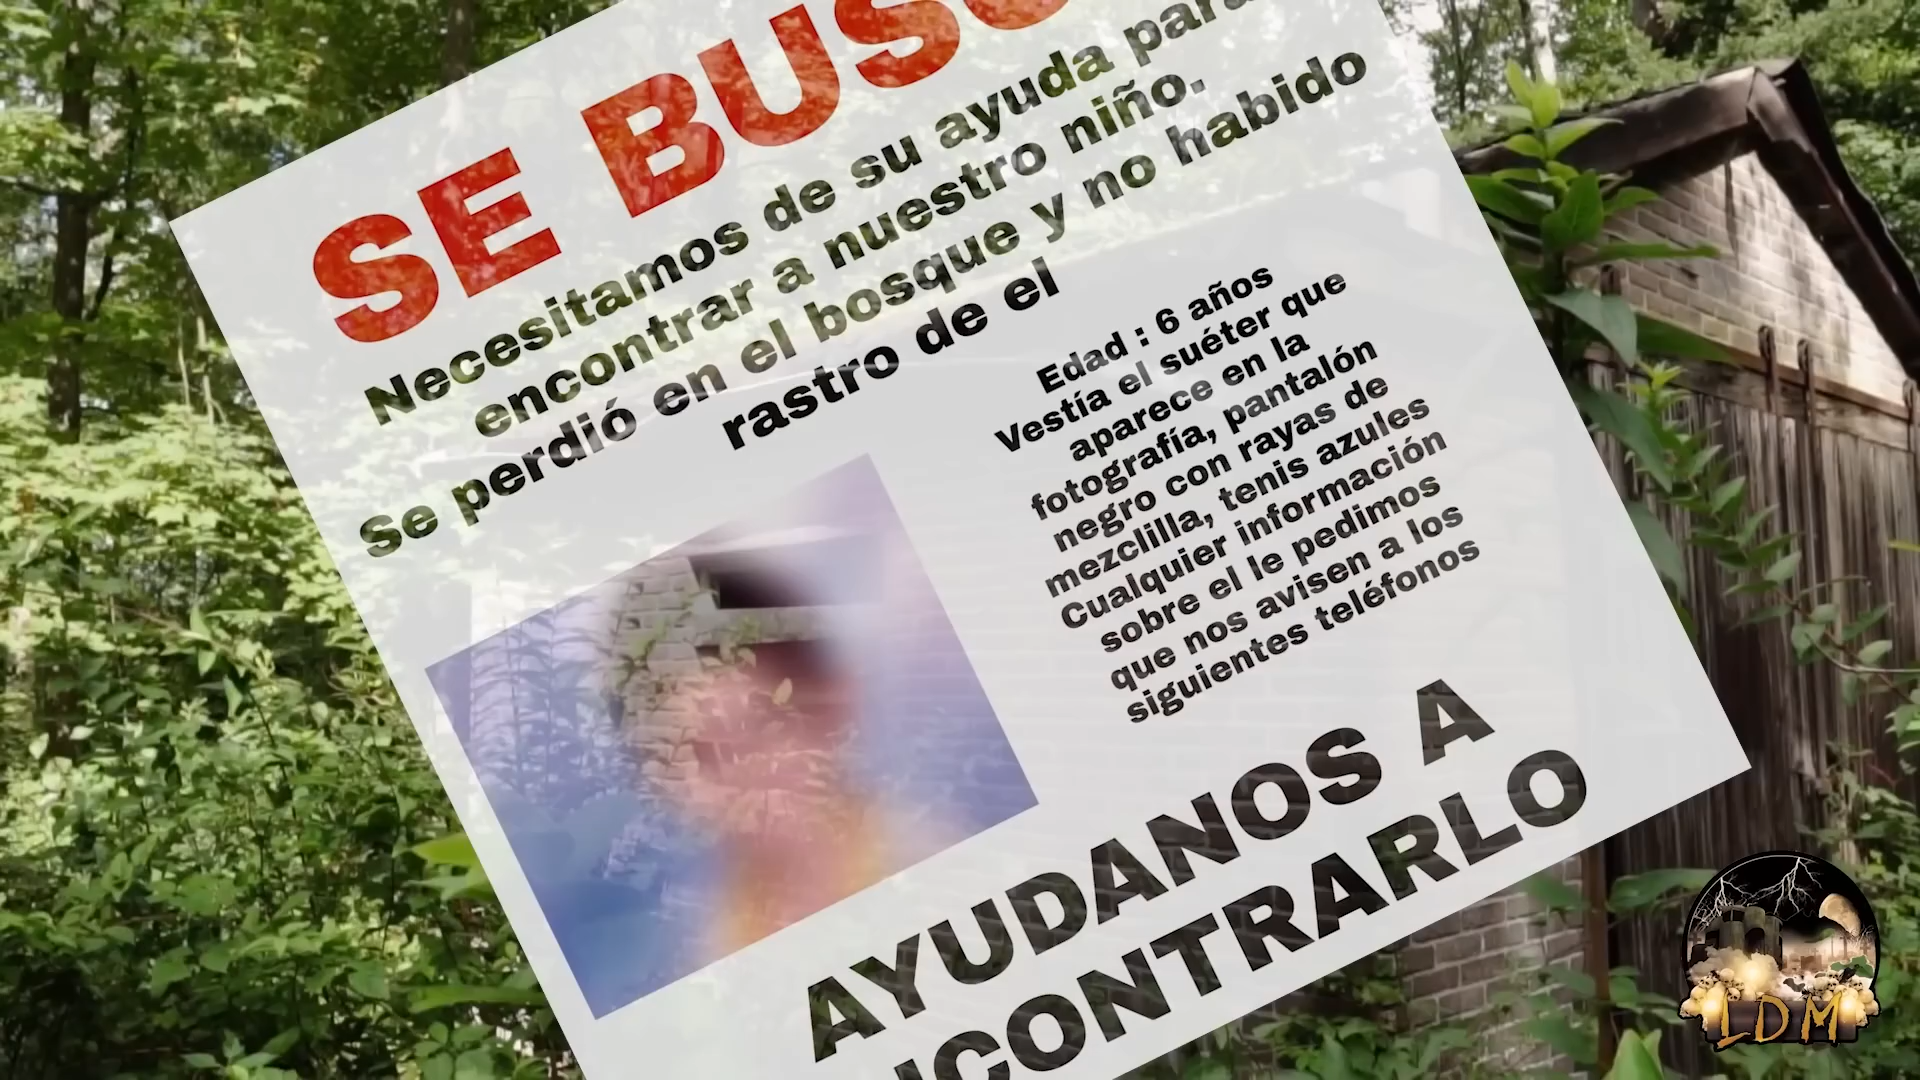 SE BUSC
Necesitamos de su ayuda para
encontrar a nuestro niño.
Se perdió en el bosque y no habido
rastro de el
Edad : 6 años
Vestía el suéter que
aparece en la
fotografía, pantalón
negro con rayas de
mezclilla, tenis azules
Cualquier información
sobre el le pedimos
que nos avisen a los
siguientes teléfonos
AYUDANOS A
NCONTRARLO
LDM